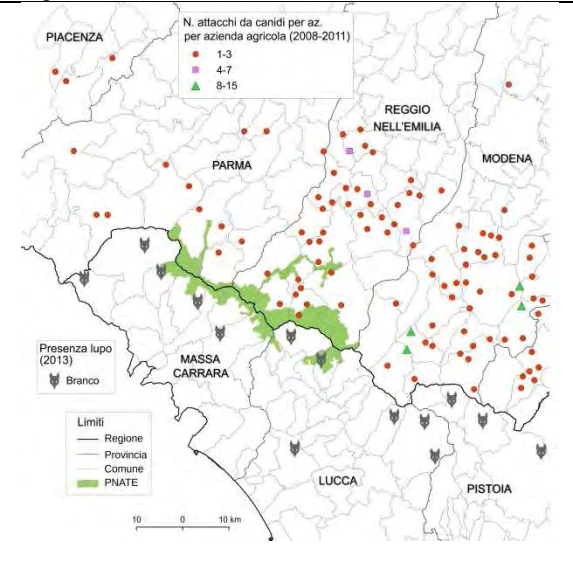 N. attacchi da canidi per az.
per azienda agricola (2008-2011)
1-3
4-7
8-15
PIACENZA
REGGIO
NELL'EMILIA
PARMA
MODENA
Presenza lupo
(2013)
Branco
MASSA
CARRARA
Limiti
Regione
Provincia
Comune
PNATE
LUCCA
PISTOIA
10 0 10 km